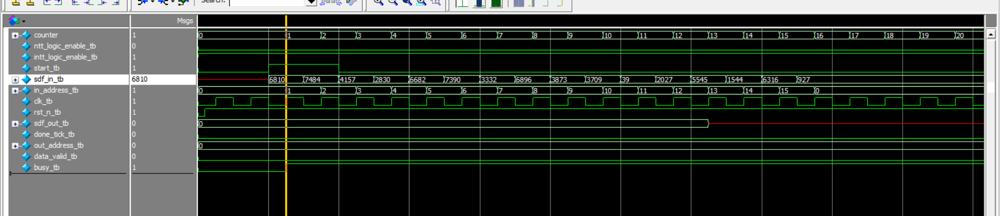 Search:
Msgs
counter 1 0 1 2 3 4 5 6 7 8 9 10 11 12 13 14 15 16 17 18 19 20
ntt_logic_enable_tb 0
intt_logic_enable_tb 1
start_tb 1
sdf_in_tb 6810 6810 7484 4157 2830 6682 7390 3332 6896 3873 3709 39 2027 5545 1544 6316 927
in_address_tb 1 0 1 2 3 4 5 6 7 8 9 10 11 12 13 14 15 0
clk_tb 1
rst_n_tb 1
sdf_out_tb 0 0
done_tick_tb 0
out_address_tb 0 0
data_valid_tb 0
busy_tb 1